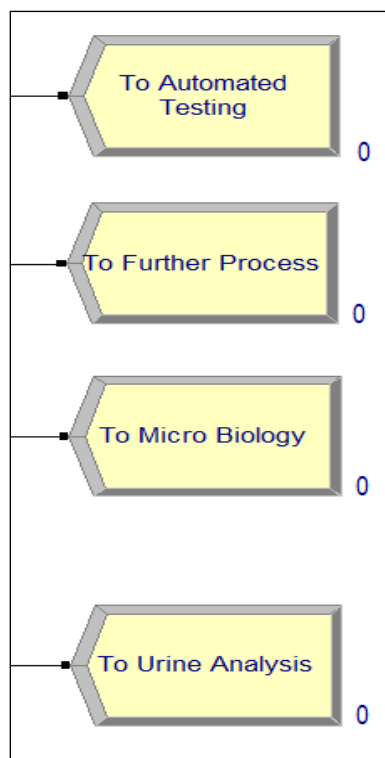 To Automated
Testing
0
To Further Process
0
To Micro Biology
0
To Urine Analysis
0